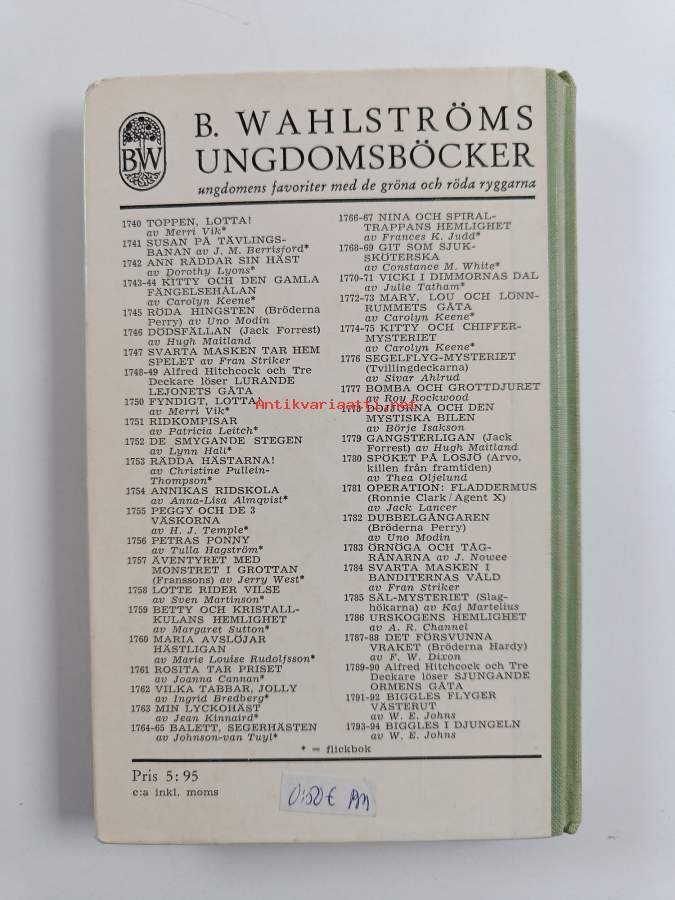 BW
B. WAHLSTRÖMS
UNGDOMSBÖCKER
ungdomens favoriter med de gröna och röda ryggarna
1740 TOPPEN, LOTTA!
av Merri Vik*
1741 SUSAN PÅ TÄVLINGS-
BANAN av J. M. Berrisford*
1742 ANN RÄDDAR SIN HÄST
av Dorothy Lyons*
1743-44 KITTY OCH DEN GAMLA
FÄNGELSEHÅLAN
av Carolyn Keene*
1745 RÖDA HINGSTEN (Bröderna
Perry) av Uno Modin
1746 DÖDSFÄLLAN (Jack Forrest)
av Hugh Maitland
1747 SVARTA MASKEN TAR HEM
SPELET av Fran Striker
1748-49 Alfred Hitchcock och Tre
Deckare löser LURANDE
LEJONETS GÅTA
1750 FYNDIGT, LOTTA!
av Merri Vik*
1751 RIDKOMPISAR
av Patricia Leitch*
1752 DE SMYGANDE STEGEN
av Lynn Hall*
1753 RÄDDA HÄSTARNA!
av Christine Pullein-
Thompson*
1754 ANNIKAS RIDSKOLA
av Anna-Lisa Almqvist*
1755 PEGGY OCH DE 3
VÄSKORNA
av H. J. Temple*
1756 PETRAS PONNY
av Tulla Hagström*
1757 ÄVENTYRET MED
MONSTRET I GROTTAN
(Franssons) av Jerry West*
1758 LOTTE RIDER VILSE
av Sven Martinson*
1759 BETTY OCH KRISTALL-
KULANS HEMLIGHET
av Margaret Sutton*
1760 MARIA AVSLÖJAR
HÄSTLIGAN
av Marie Louise Rudolfsson*
1761 ROSITA TAR PRISET
av Joanna Cannan*
1762 VILKA TABBAR, JOLLY
av Ingrid Bredberg*
1763 MIN LYCKOHÄST
av Jean Kinnaird*
1764-65 BALETT, SEGERHÄSTEN
av Johnson-van Tuyl*
1766-67 NINA OCH SPIRAL-
TRAPPANS HEMLIGHET
av Frances K. Judd*
1768-69 GIT SOM SJUK-
SKÖTERSKA
av Constance M. White*
1770-71 VICKI I DIMMORNAS DAL
av Julie Tatham*
1772-73 MARY, LOU OCH LÖNN-
RUMMETS GÅTA
av Carolyn Keene*
1774-75 KITTY OCH CHIFFER-
MYSTERIET
av Carolyn Keene*
1776 SEGELFLYG-MYSTERIET
(Tvillingdeckarna)
av Sivar Ahlrud
1777 BOMBA OCH GROTTDJURET
av Roy Rockwood
OCH DEN
MYSTISKA BILEN
av Börje Isakson
1779 GANGSTERLIGAN (Jack
Forrest) av Hugh Maitland
1780 SPÖKET PÅ LOSJÖ (Arvo,
killen från framtiden)
av Thea Oljelund
1781 OPERATION: FLADDERMUS
(Ronnie Clark/Agent X)
av Jack Lancer
1782 DUBBELGÅNGAREN
(Bröderna Perry)
av Uno Modin
1783 ÖRNÖGA OCH TÅG-
RÅNARNA av J. Nowee
1784 SVARTA MASKEN I
BANDITERNAS VÅLD
av Fran Striker
1785 SÄL-MYSTERIET (Slag-
hökarna) av Kaj Martelius
1786 URSKOGENS HEMLIGHET
av A. R. Channel
1787-88 DET FÖRSVUNNA
VRAKET (Bröderna Hardy)
av F. W. Dixon
1789-90 Alfred Hitchcock och Tre
Deckare löser SJUNGANDE
ORMENS GÅTA
1791-92 BIGGLES FLYGER
VÄSTERUT
av W. E. Johns
1793-94 BIGGLES I DJUNGELN
av W. E. Johns
* = flickbok
Pris 5:95
c:a inkl. moms
0:50 €
Antikvariaatti.net